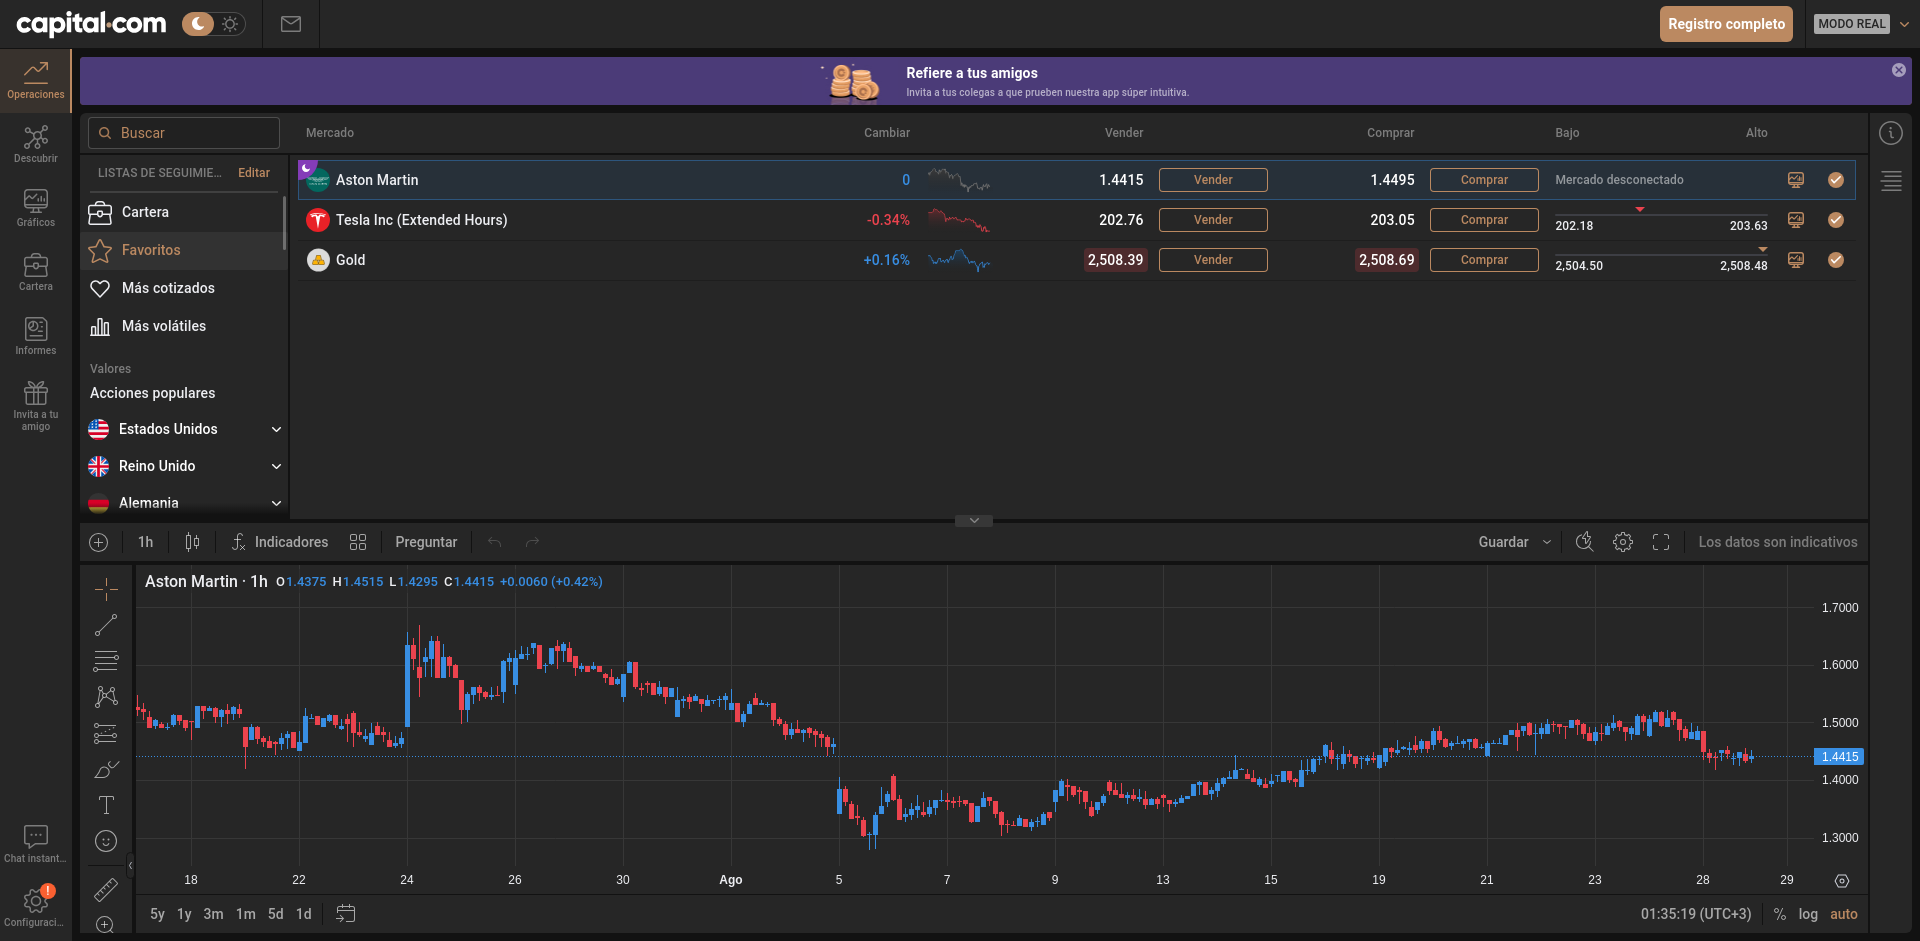 capital.com
Registro completo
MODO REAL
Operaciones
Descubrir
Gráficos
Cartera
Informes
Invita a tu
amigo
Chat instant...
Configuraci...
Refiere a tus amigos
Invita a tus colegas a que prueben nuestra app súper intuitiva.
Buscar
Mercado Cambiar Vender Comprar Bajo Alto
LISTAS DE SEGUIMIE... Editar
Cartera
Favoritos
Más cotizados
Más volátiles
Valores
Acciones populares
Estados Unidos
Reino Unido
Alemania
Aston Martin 0 1.4415 Vender 1.4495 Comprar Mercado desconectado
Tesla Inc (Extended Hours) -0.34% 202.76 Vender 203.05 Comprar 202.18 203.63
Gold +0.16% 2,508.39 Vender 2,508.69 Comprar 2,504.50 2,508.48
1h Indicadores Preguntar Guardar Los datos son indicativos
Aston Martin · 1h O1.4375 H1.4515 L1.4295 C1.4415 +0.0060 (+0.42%)
1.7000
1.6000
1.5000
1.4415
1.4000
1.3000
18 22 24 26 30 Ago 5 7 9 13 15 19 21 23 28 29
5y 1y 3m 1m 5d 1d 01:35:19 (UTC+3) % log auto